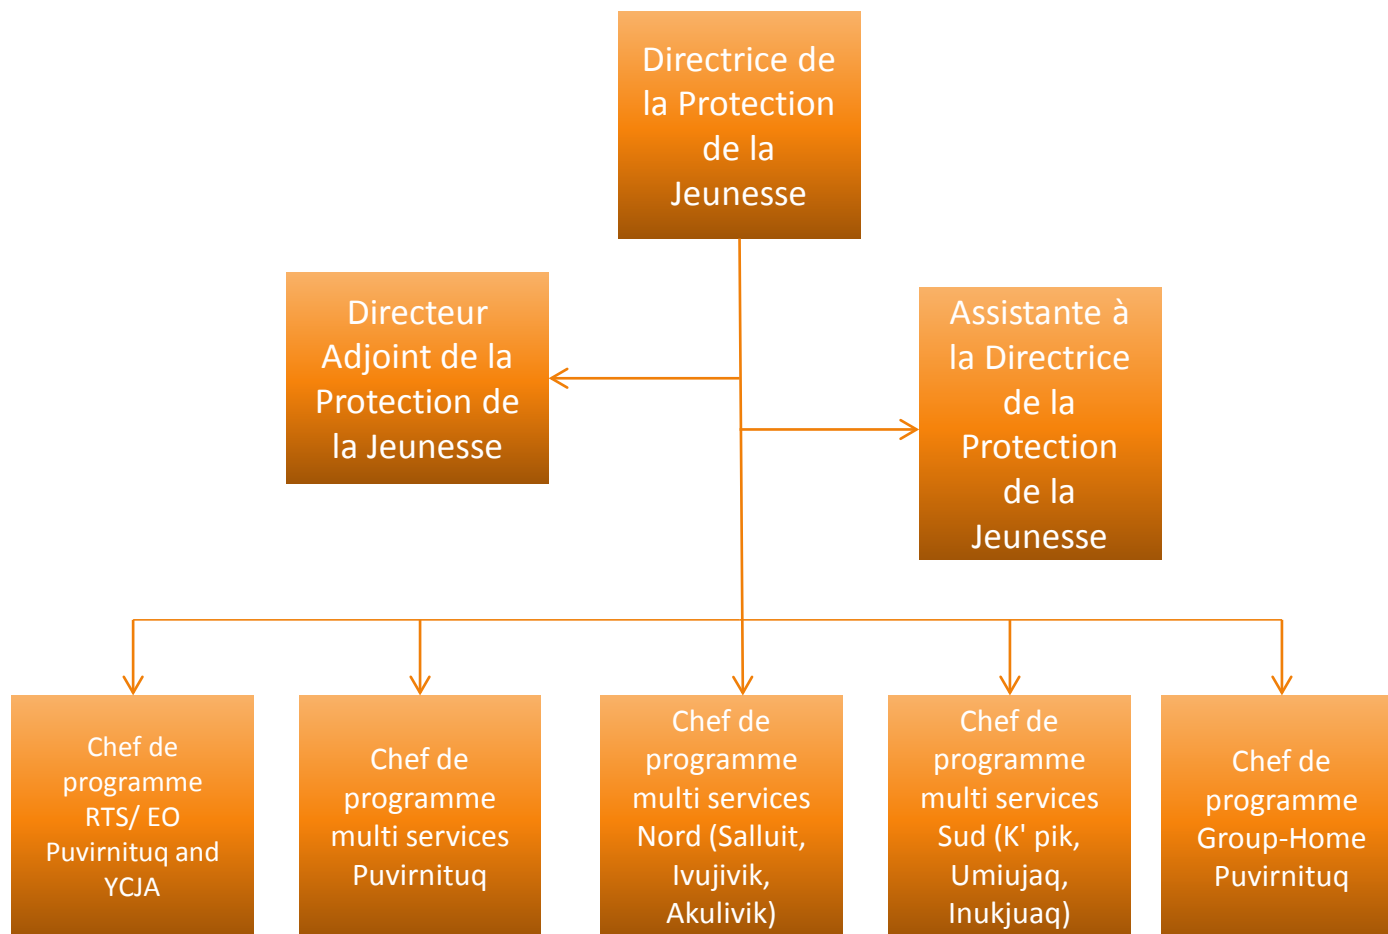 Directrice de
la Protection
de la
Jeunesse
Directeur
Adjoint de la
Protection de
la Jeunesse
Assistante à
la Directrice
de la
Protection
de la
Jeunesse
Chef de
programme
RTS/ EO
Puvirnituq and
YCJA
Chef de
programme
multi services
Puvirnituq
Chef de
programme
multi services
Nord (Salluit,
Ivujivik,
Akulivik)
Chef de
programme
multi services
Sud (K' pik,
Umiujaq,
Inukjuaq)
Chef de
programme
Group-Home
Puvirnituq